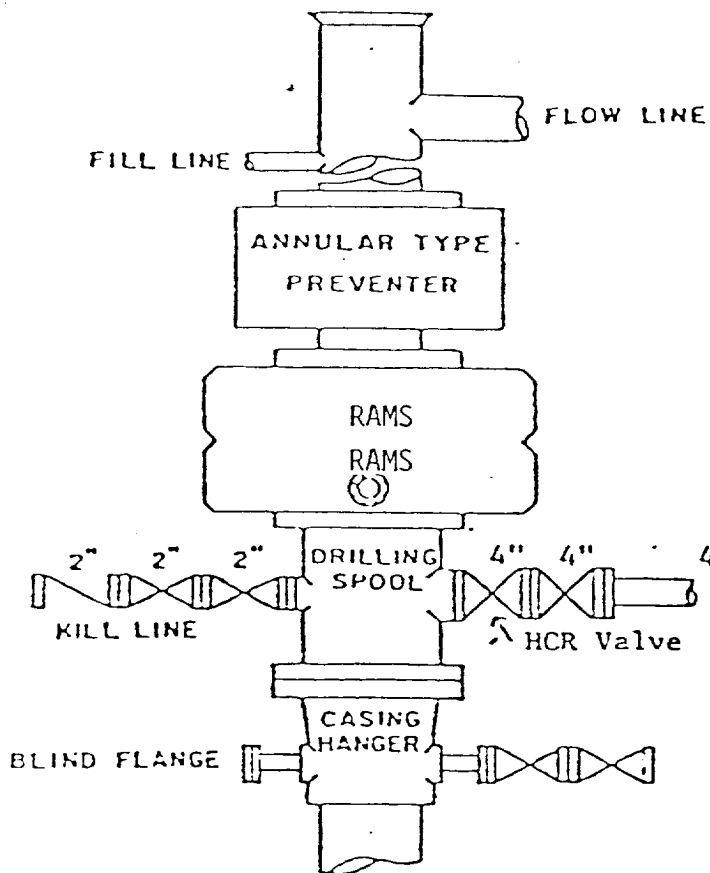 FLOW LINE
FILL LINE
ANNULAR TYPE
PREVENTER
RAMS
RAMS
2" 2" 2"
DRILLING
SPOOL
4" 4" 4
KILL LINE
HCR Valve
CASING
HANGER
BLIND FLANGE